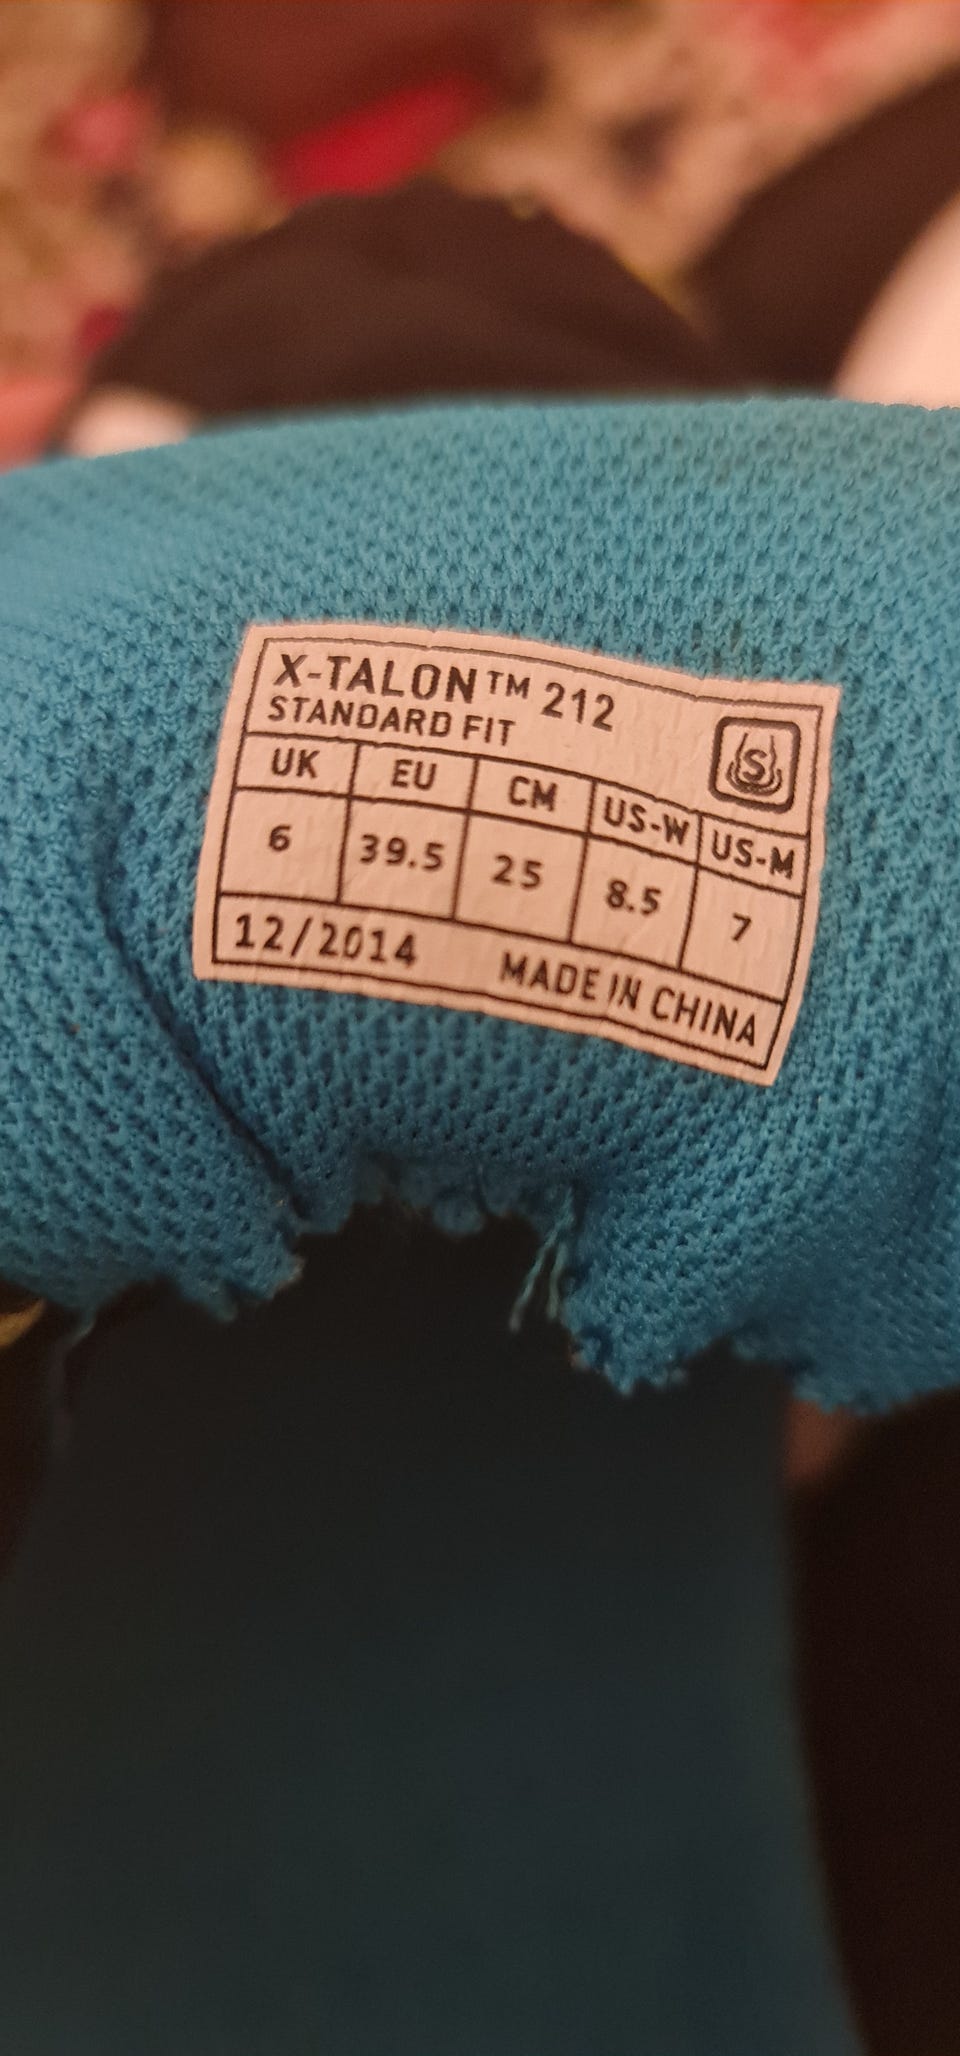 X-TALON™ 212
STANDARD FIT
S
UK EU CM US-W US-M
6 39.5 25 8.5 7
12/2014 MADE IN CHINA